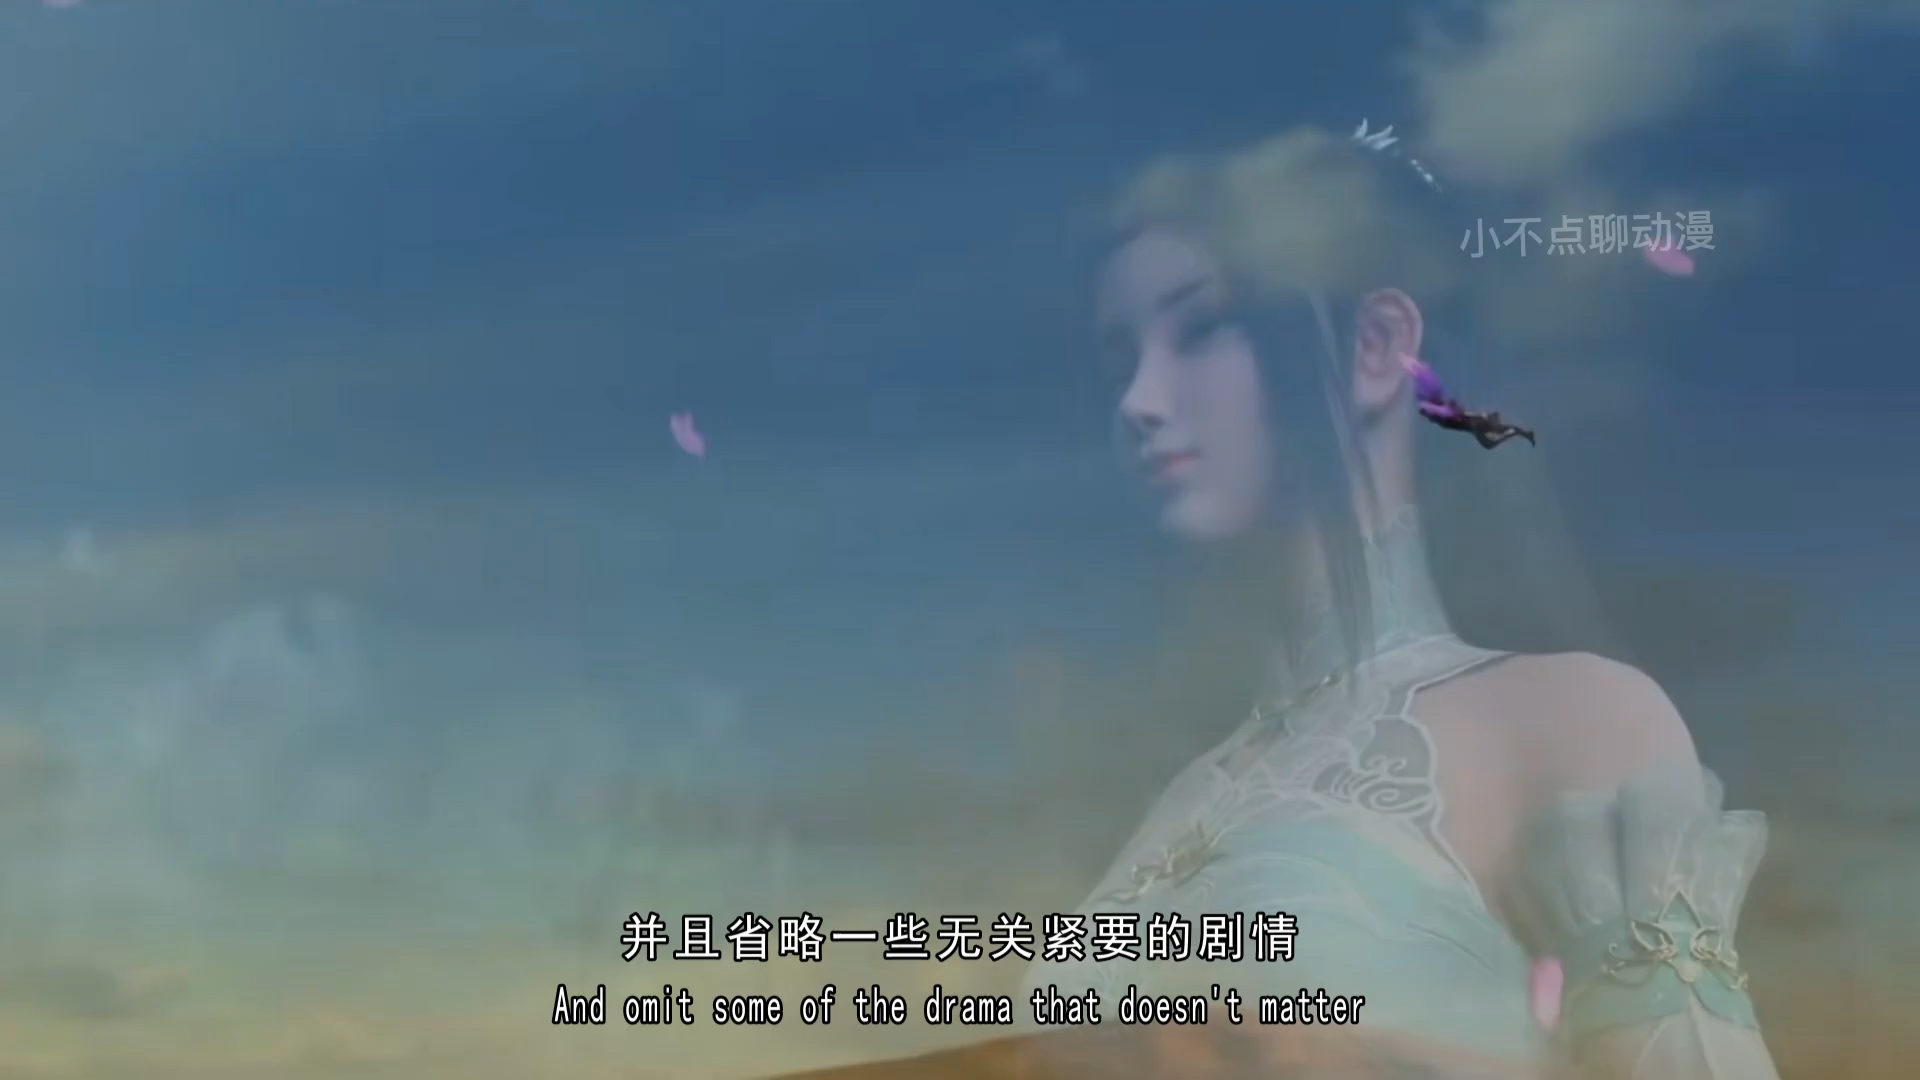 小不点聊动漫
并且省略一些无关紧要的剧情
And omit some of the drama that doesn't matter